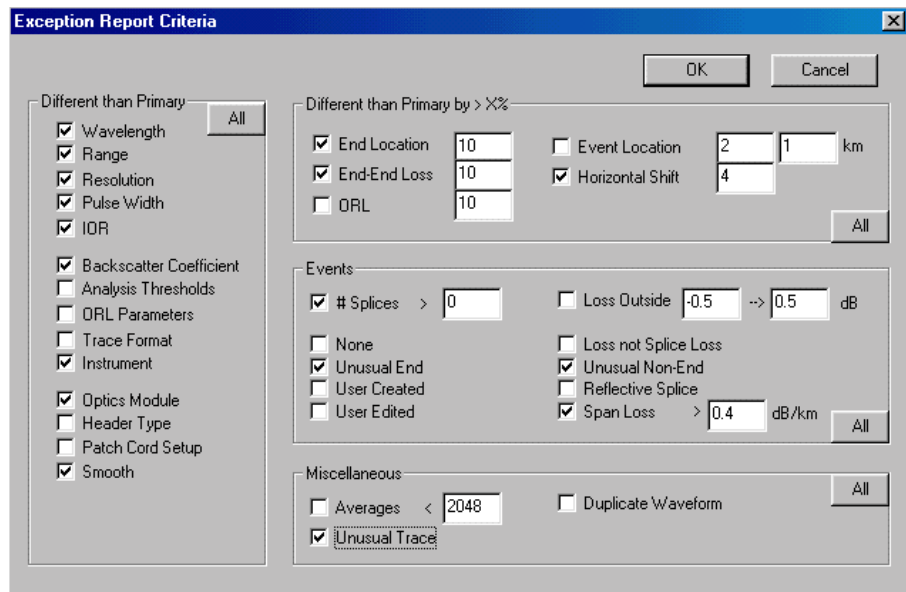 Exception Report Criteria
OK
Cancel
Different than Primary
All
Wavelength
Range
Resolution
Pulse Width
IOR
Backscatter Coefficient
Analysis Thresholds
ORL Parameters
Trace Format
Instrument
Optics Module
Header Type
Patch Cord Setup
Smooth
Different than Primary by > X%
End Location 10
End-End Loss 10
ORL 10
Event Location 2 1 km
Horizontal Shift 4
All
Events
# Splices > 0
None
Unusual End
User Created
User Edited
Loss Outside -0.5 --> 0.5 dB
Loss not Splice Loss
Unusual Non-End
Reflective Splice
Span Loss > 0.4 dB/km
All
Miscellaneous
Averages < 2048
Unusual Trace
Duplicate Waveform
All